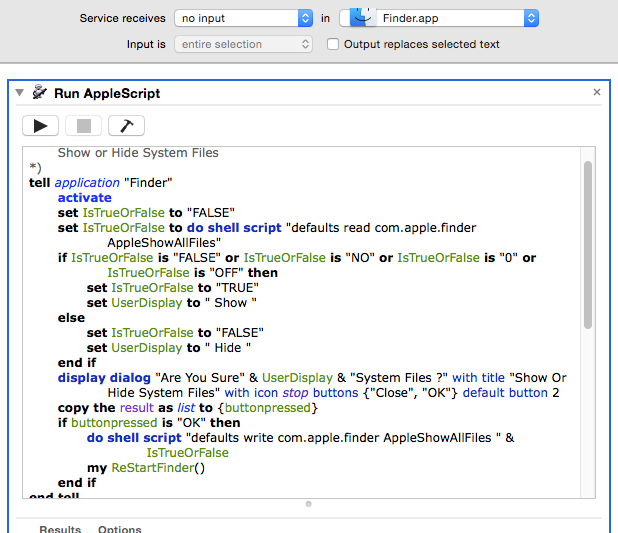 Service receives no input in Finder.app
Input is entire selection Output replaces selected text
Run AppleScript
Show or Hide System Files
*)
tell application "Finder"
activate
set IsTrueOrFalse to "FALSE"
set IsTrueOrFalse to do shell script "defaults read com.apple.finder
AppleShowAllFiles"
if IsTrueOrFalse is "FALSE" or IsTrueOrFalse is "NO" or IsTrueOrFalse is "0" or
IsTrueOrFalse is "OFF" then
set IsTrueOrFalse to "TRUE"
set UserDisplay to " Show "
else
set IsTrueOrFalse to "FALSE"
set UserDisplay to " Hide "
end if
display dialog "Are You Sure" & UserDisplay & "System Files ?" with title "Show Or
Hide System Files" with icon stop buttons {"Close", "OK"} default button 2
copy the result as list to {buttonpressed}
if buttonpressed is "OK" then
do shell script "defaults write com.apple.finder AppleShowAllFiles " &
IsTrueOrFalse
my ReStartFinder()
end if
end tell
Results Options